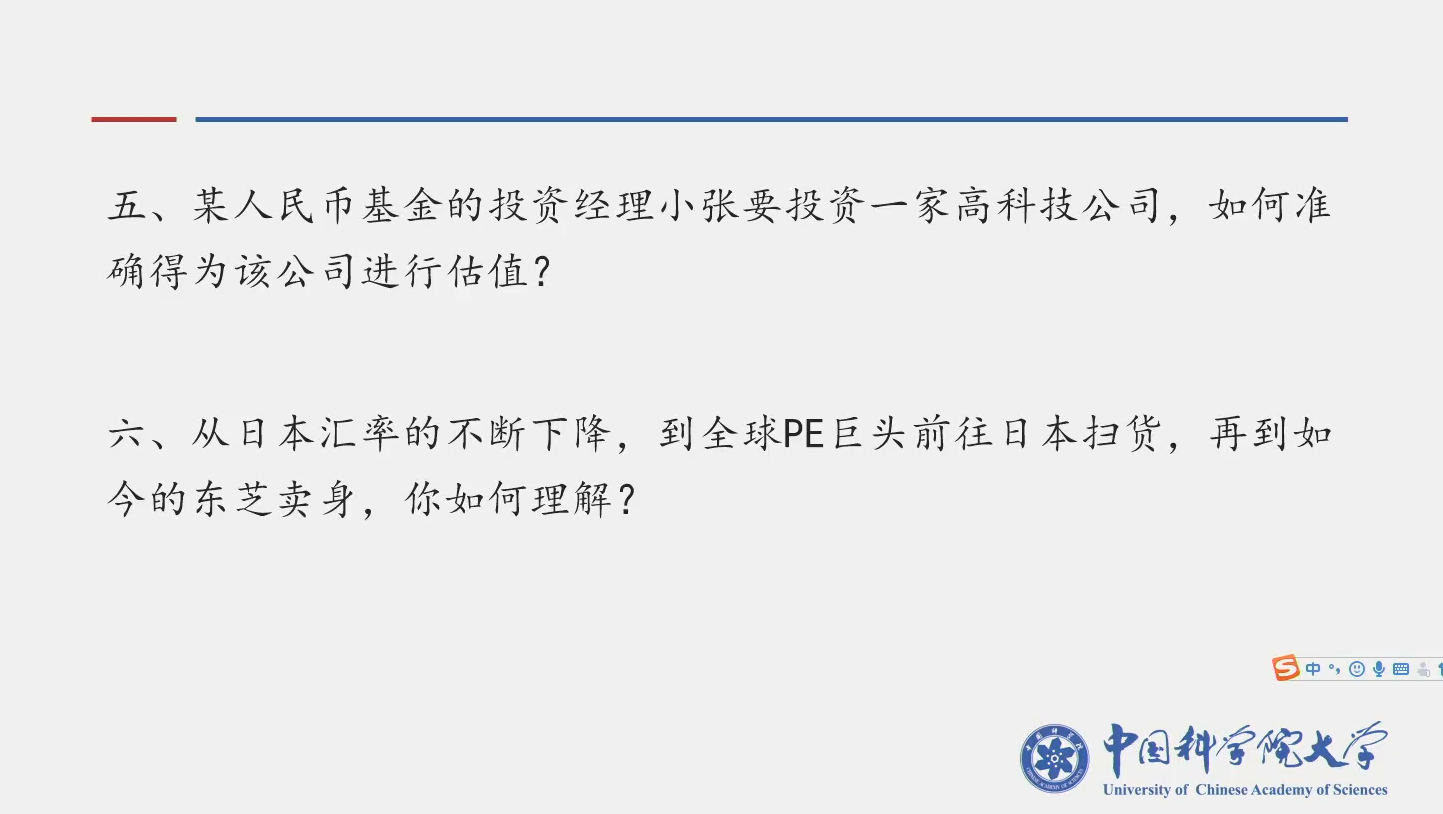 五、某人民币基金的投资经理小张要投资一家高科技公司，如何准
确得为该公司进行估值？
六、从日本汇率的不断下降，到全球PE巨头前往日本扫货，再到如
今的东芝卖身，你如何理解？
中
中国科学院大学
University of Chinese Academy of Sciences